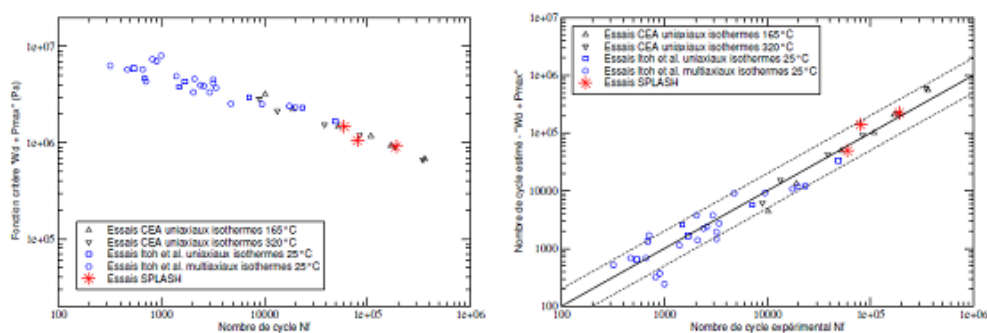 1e+07
1e+06
1e+05
100
1000
10000
1e+05
1e+06
Fonction critère "Wd + Pmax" (Pa)
Nombre de cycle Nf
Essais CEA uniaxiaux isothermes 165°C
Essais CEA uniaxiaux isothermes 320°C
Essais Itoh et al. uniaxiaux isothermes 25°C
Essais Itoh et al. multiaxiaux isothermes 25°C
Essais SPLASH
1e+07
1e+06
1e+05
10000
1000
100
100
1000
10000
1e+05
1e+06
Nombre de cycle estimé - "Wd + Pmax"
Nombre de cycle experimental Nf
Essais CEA uniaxiaux isothermes 165°C
Essais CEA uniaxiaux isothermes 320°C
Essais Itoh et al. uniaxiaux isothermes 25°C
Essais Itoh et al. multiaxiaux isothermes 25°C
Essais SPLASH